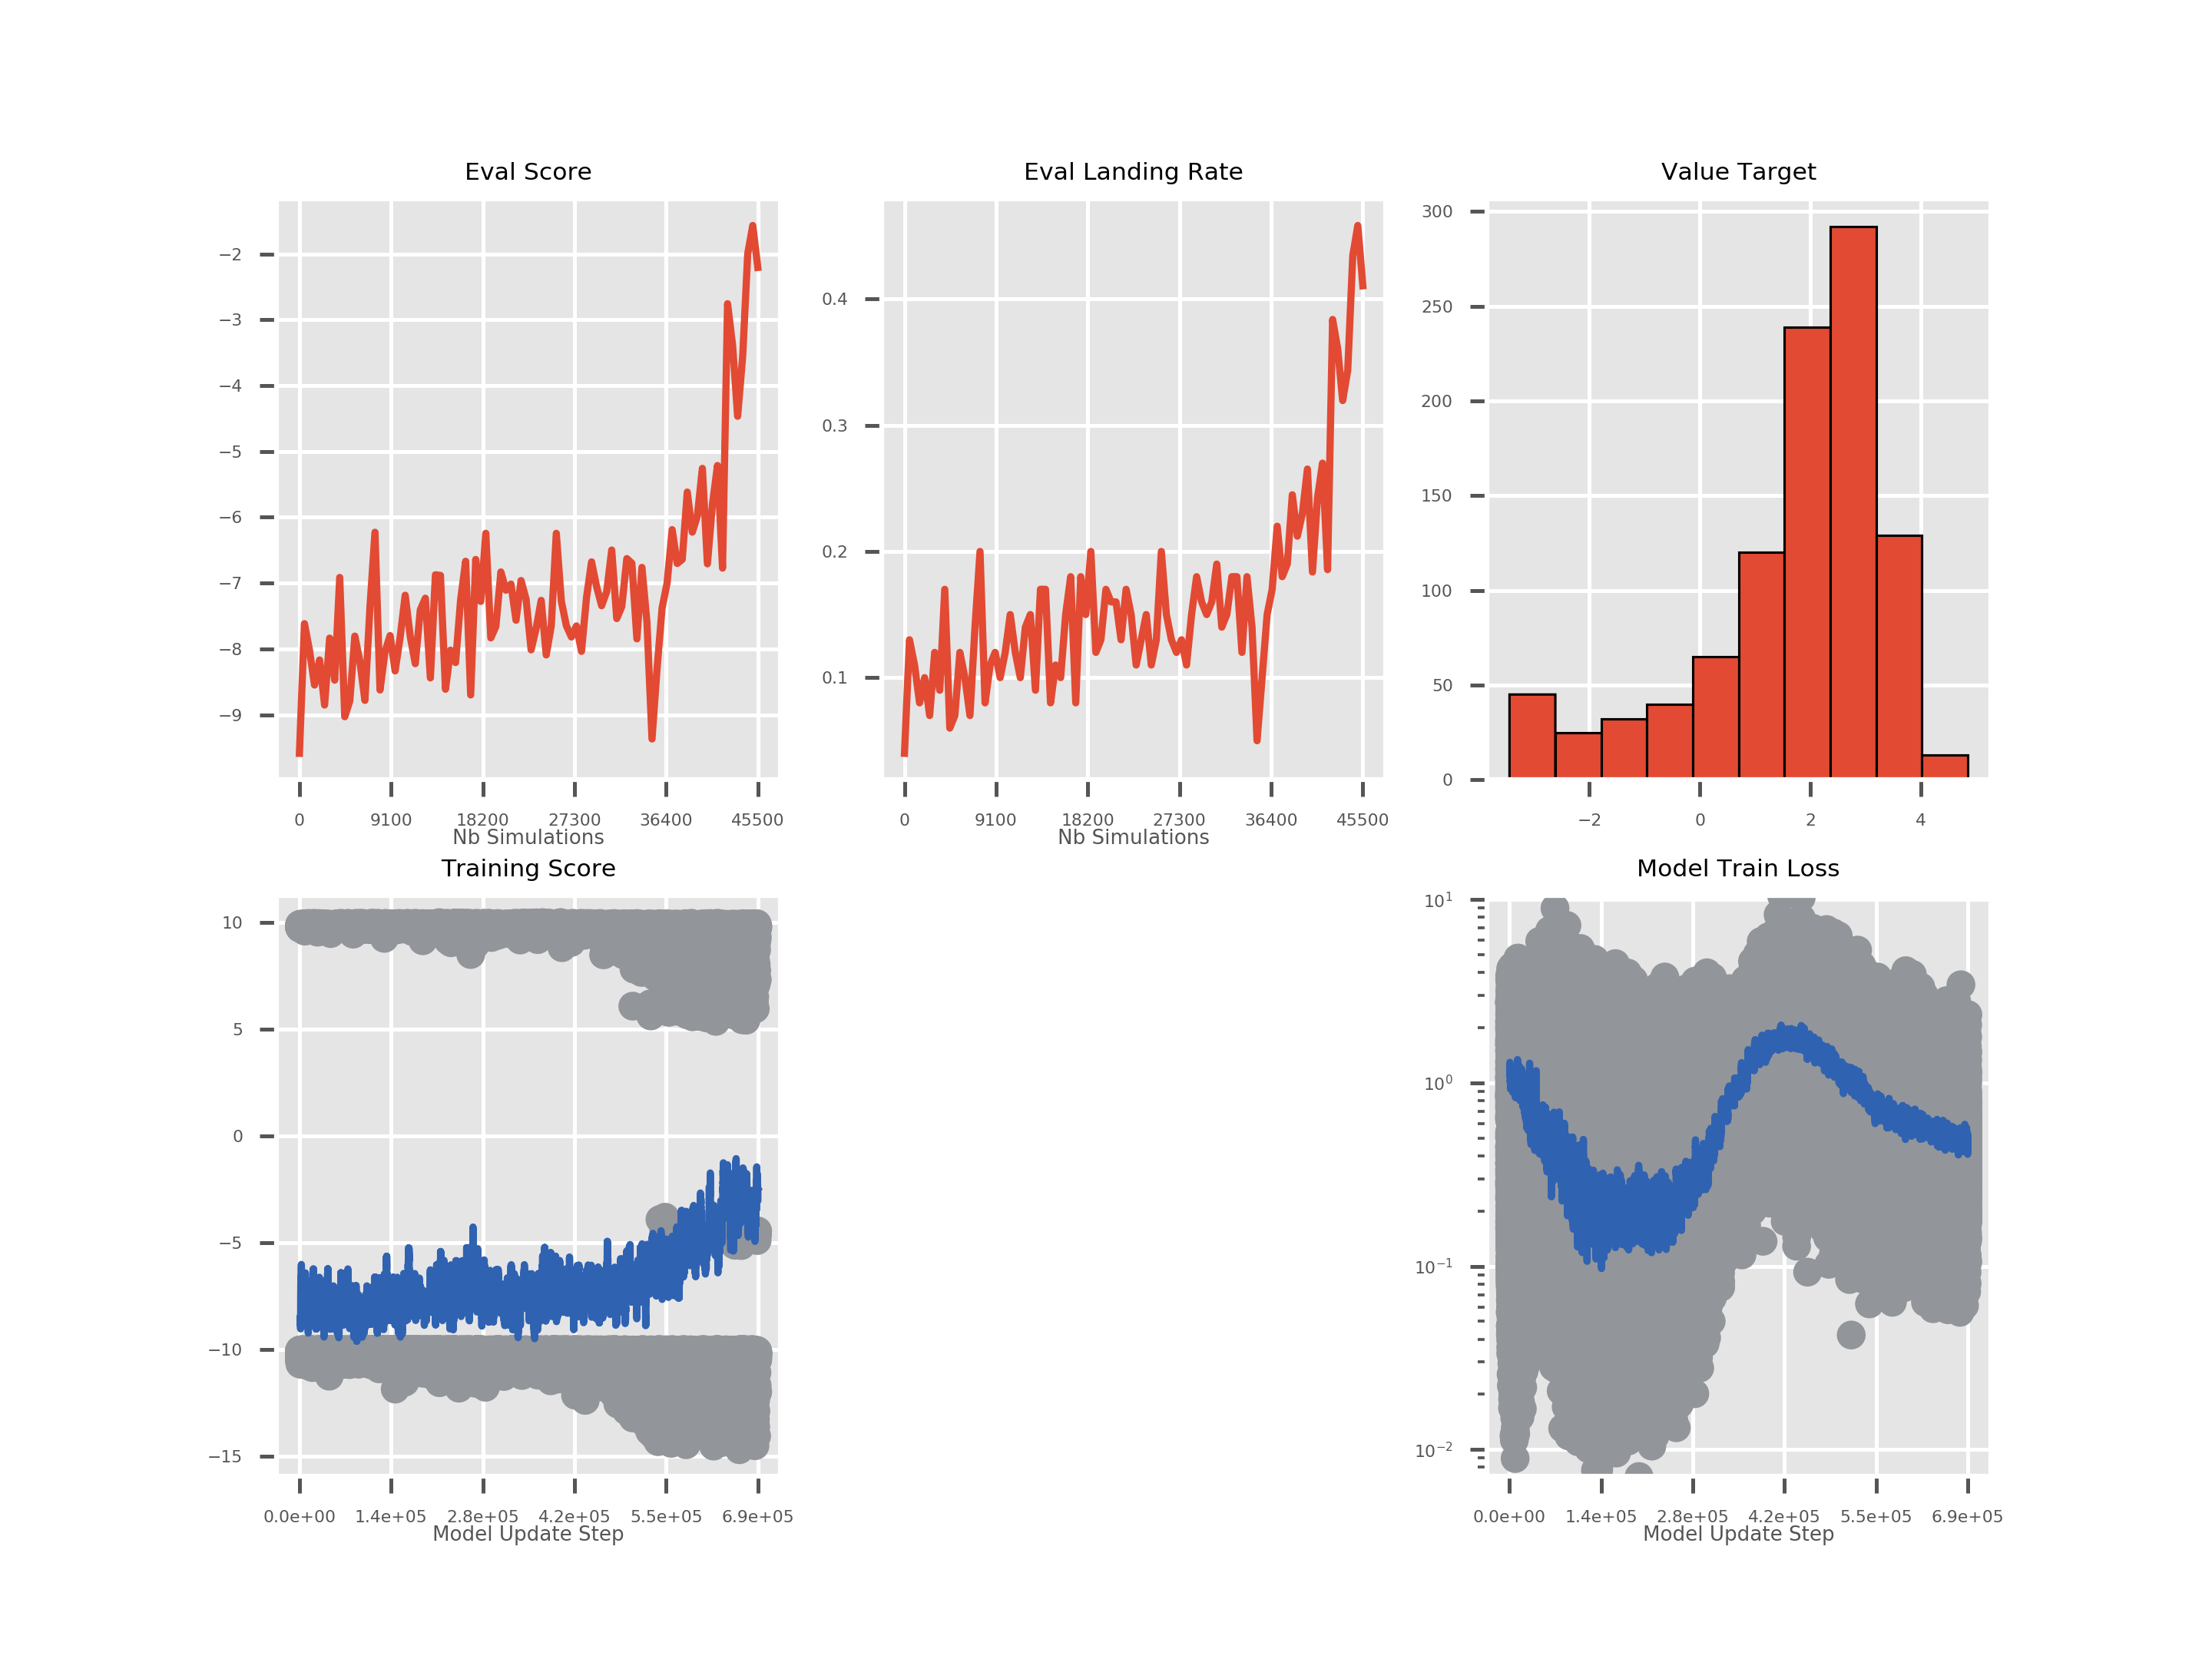 Eval Score
−2
−3
−4
−5
−6
−7
−8
−9
0 9100 18200 27300 36400 45500
Nb Simulations
Eval Landing Rate
0.4
0.3
0.2
0.1
0 9100 18200 27300 36400 45500
Nb Simulations
Value Target
300
250
200
150
100
50
0
−2 0 2 4
Training Score
10
5
0
−5
−10
−15
0.0e+00 1.4e+05 2.8e+05 4.2e+05 5.5e+05 6.9e+05
Model Update Step
Model Train Loss
10¹
10⁰
10⁻¹
10⁻²
0.0e+00 1.4e+05 2.8e+05 4.2e+05 5.5e+05 6.9e+05
Model Update Step